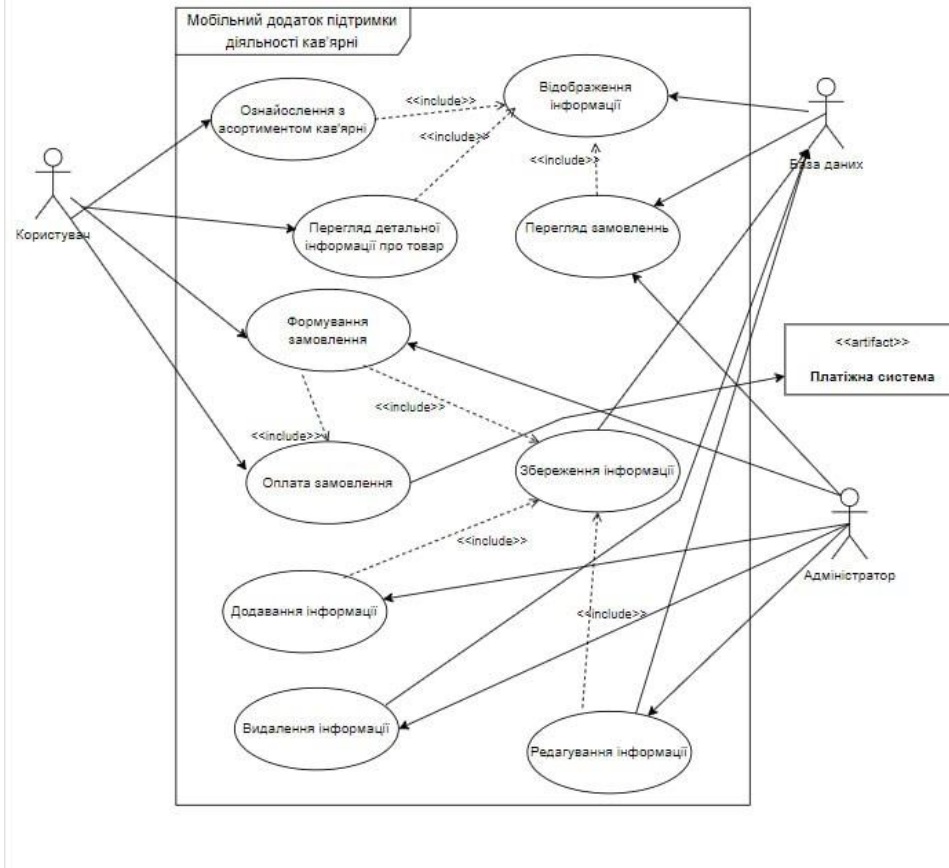 Мобільний додаток підтримки
діяльності кав'ярні
Ознайослення з
асортиментом кав'ярні
<<include>>
Відображення
інформації
<<include>>
<<include>>
База даних
Користувач
Перегляд детальної
інформації про товар
Перегляд замовленнь
Формування
замовлення
<<artifact>>
Платіжна система
<<include>>
<<include>>
Оплата замовлення
Збереження інформації
<<include>>
Адміністратор
Додавання інформації
<<include>>
Видалення інформації
Редагування інформації